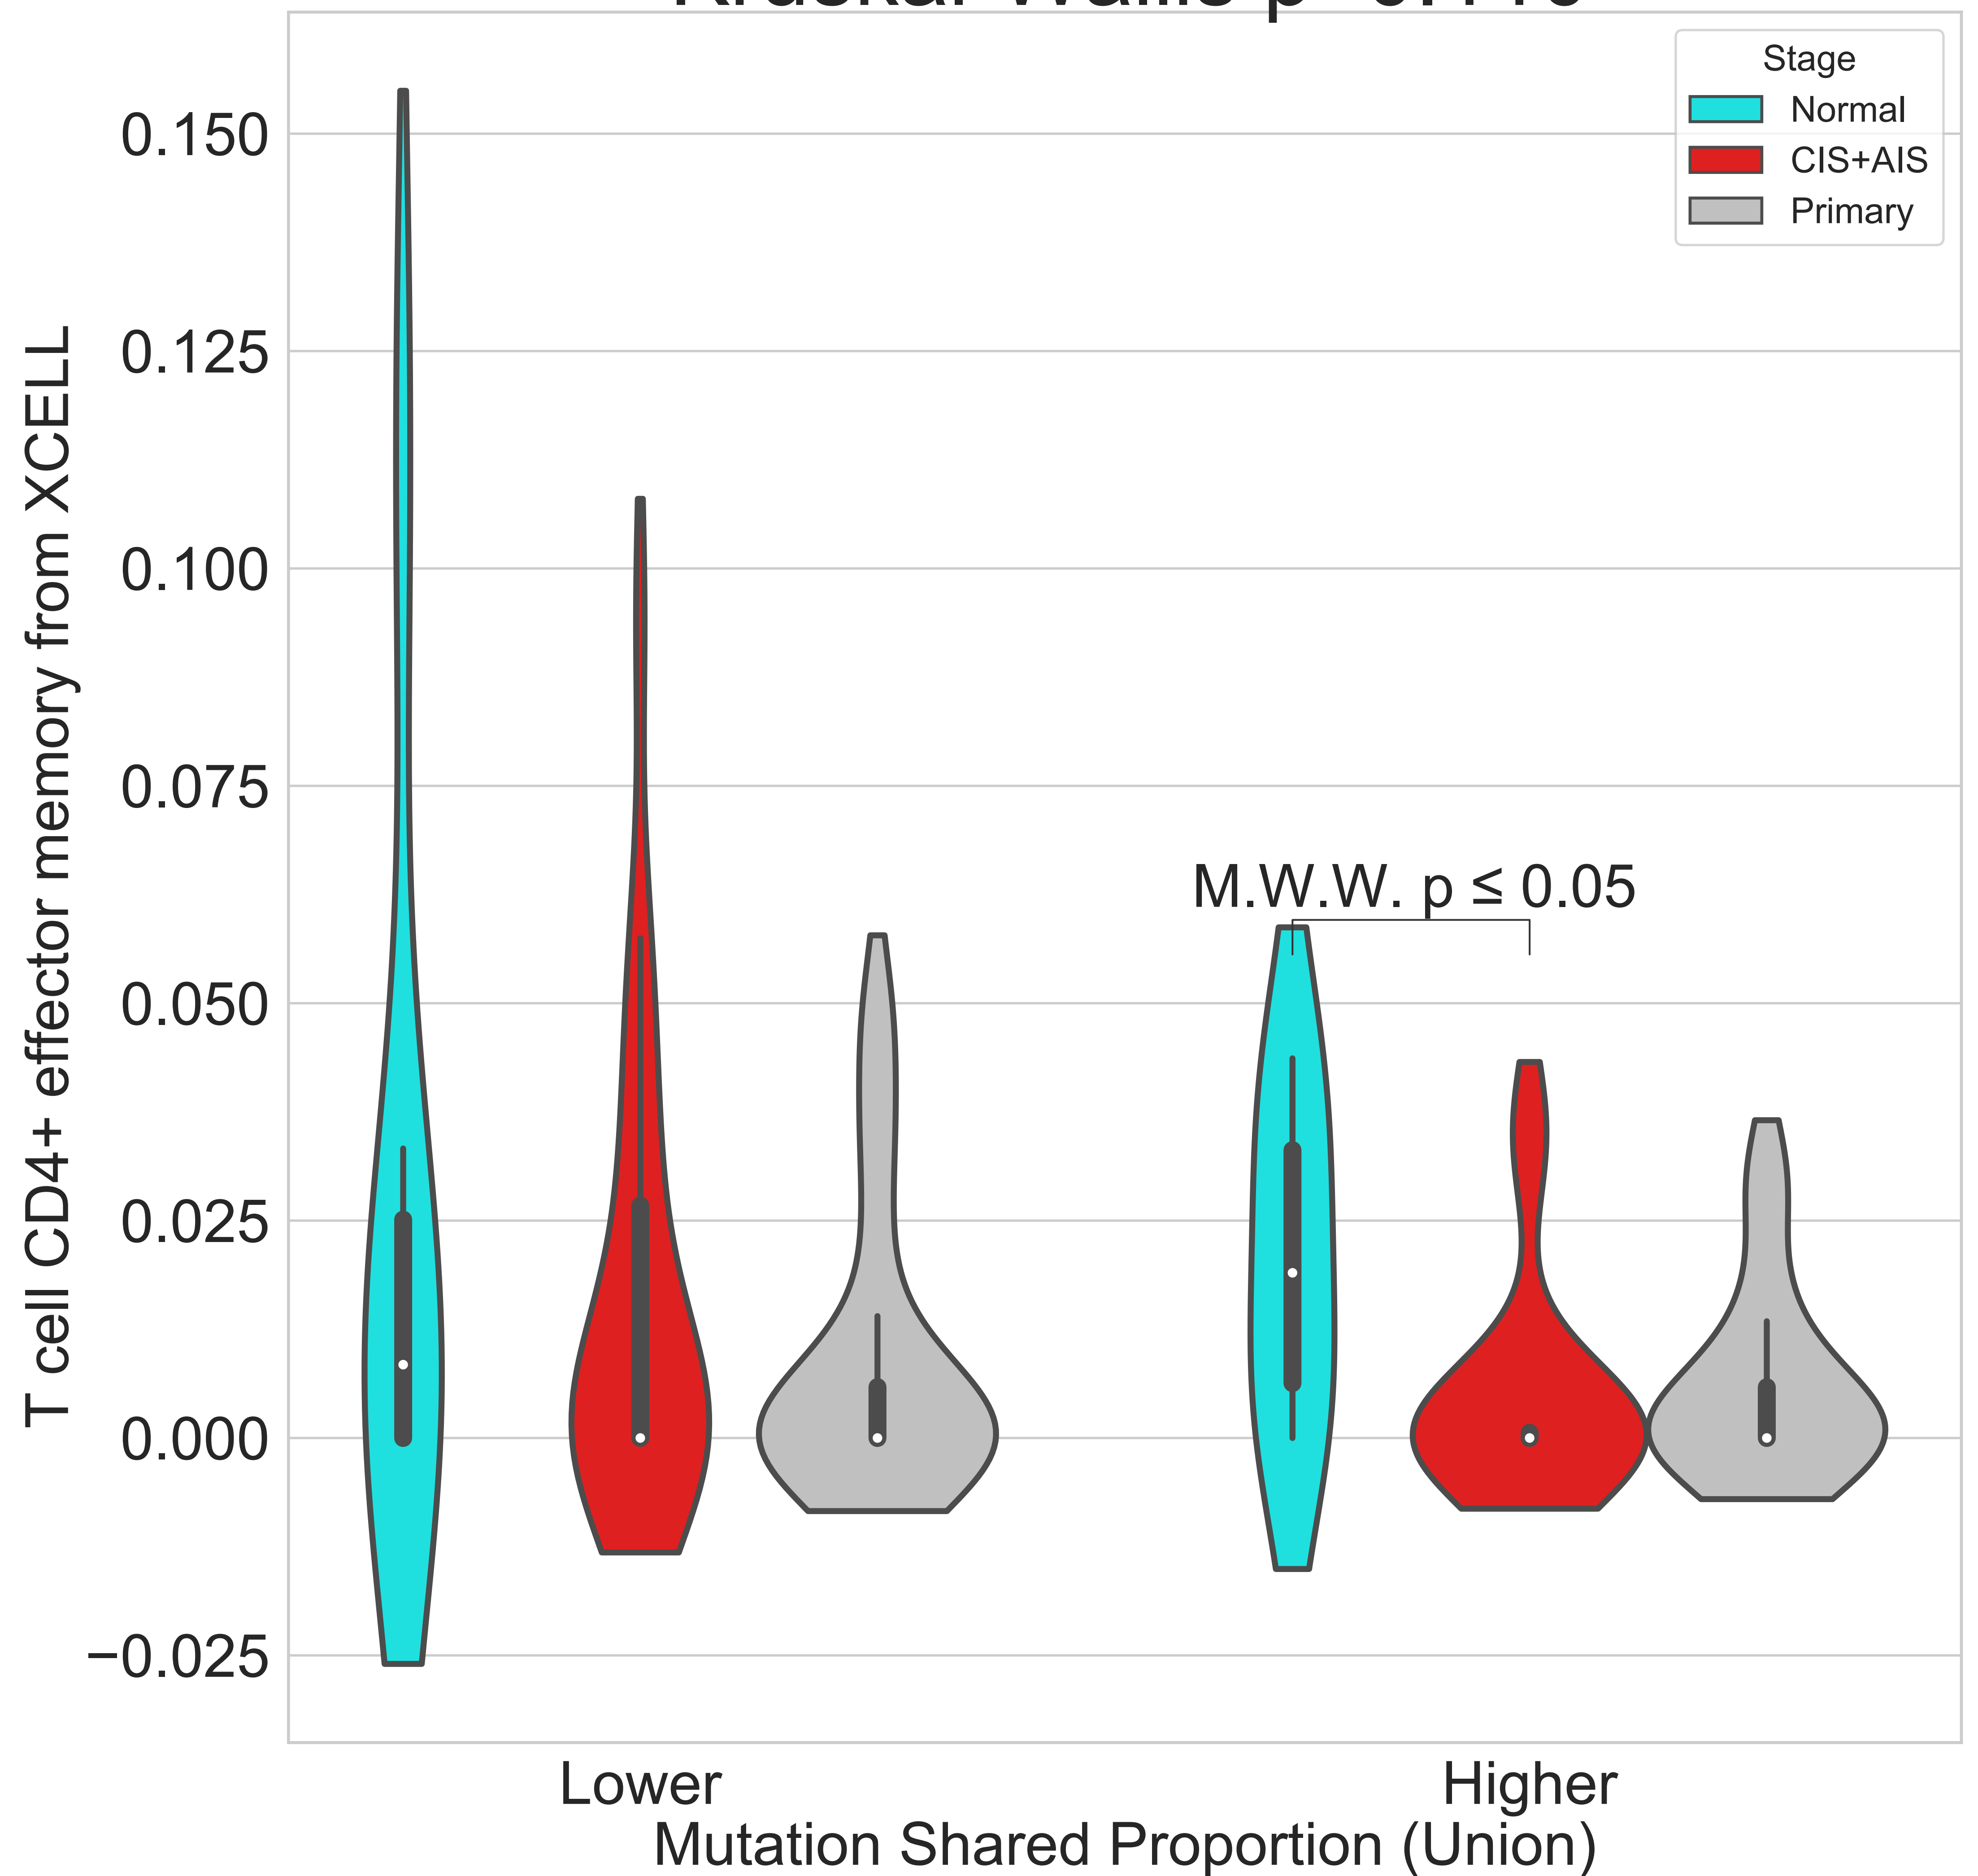 Stage
Normal
CIS+AIS
Primary
0.150
0.125
0.100
0.075
0.050
0.025
0.000
−0.025
T cell CD4+ effector memory from XCELL
M.W.W. p ≤ 0.05
Lower
Higher
Mutation Shared Proportion (Union)